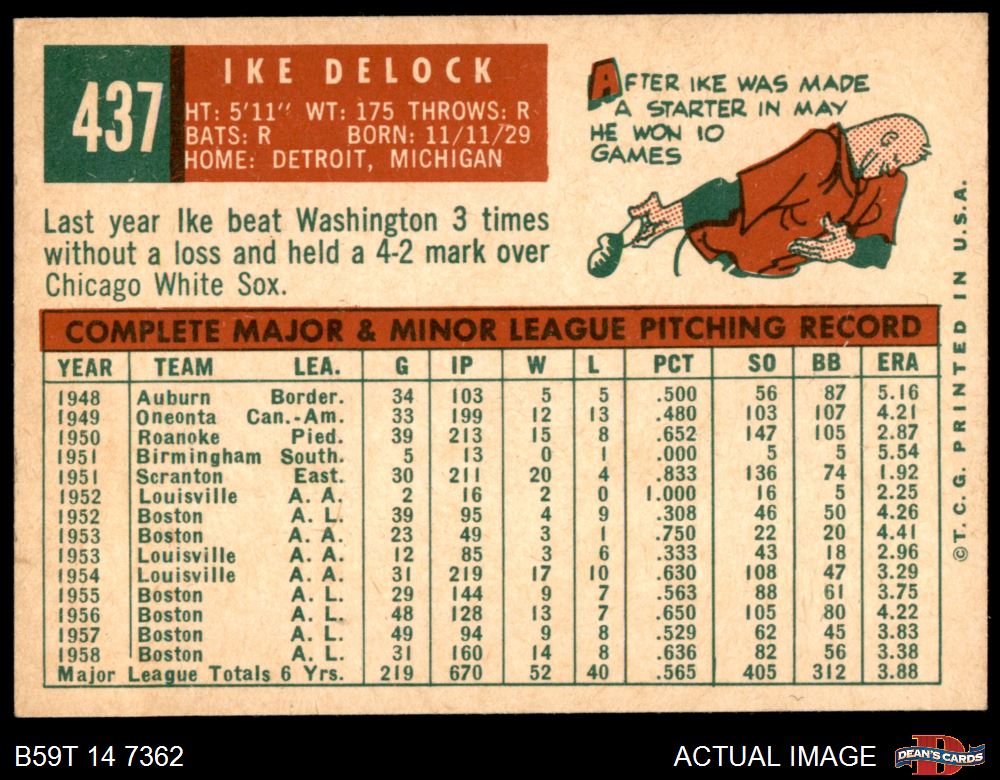 437
IKE DELOCK
HT: 5'11" WT: 175 THROWS: R
BATS: R BORN: 11/11/29
HOME: DETROIT, MICHIGAN
AFTER IKE WAS MADE
A STARTER IN MAY
HE WON 10
GAMES
Last year Ike beat Washington 3 times
without a loss and held a 4-2 mark over
Chicago White Sox.
COMPLETE MAJOR & MINOR LEAGUE PITCHING RECORD
YEAR TEAM LEA. G IP W L PCT SO BB ERA
1948 Auburn Border. 34 103 5 5 .500 56 87 5.16
1949 Oneonta Can.-Am. 33 199 12 13 .480 103 107 4.21
1950 Roanoke Pied. 39 213 15 8 .652 147 105 2.87
1951 Birmingham South. 5 13 0 1 .000 5 5 5.54
1951 Scranton East. 30 211 20 4 .833 136 74 1.92
1952 Louisville A. A. 2 16 2 0 1.000 16 5 2.25
1952 Boston A. L. 39 95 4 9 .308 46 50 4.26
1953 Boston A. A. 23 49 3 1 .750 22 20 4.41
1953 Louisville A. A. 12 85 3 6 .333 43 18 2.96
1954 Louisville A. A. 31 219 17 10 .630 108 47 3.29
1955 Boston A. L. 29 144 9 7 .563 88 61 3.75
1956 Boston A. L. 48 128 13 7 .650 105 80 4.22
1957 Boston A. L. 49 94 9 8 .529 62 45 3.83
1958 Boston A. L. 31 160 14 8 .636 82 56 3.38
Major League Totals 6 Yrs. 219 670 52 40 .565 405 312 3.88
©T.C.G. PRINTED IN U.S.A.
B59T 14 7362
ACTUAL IMAGE
DEAN'S CARDS